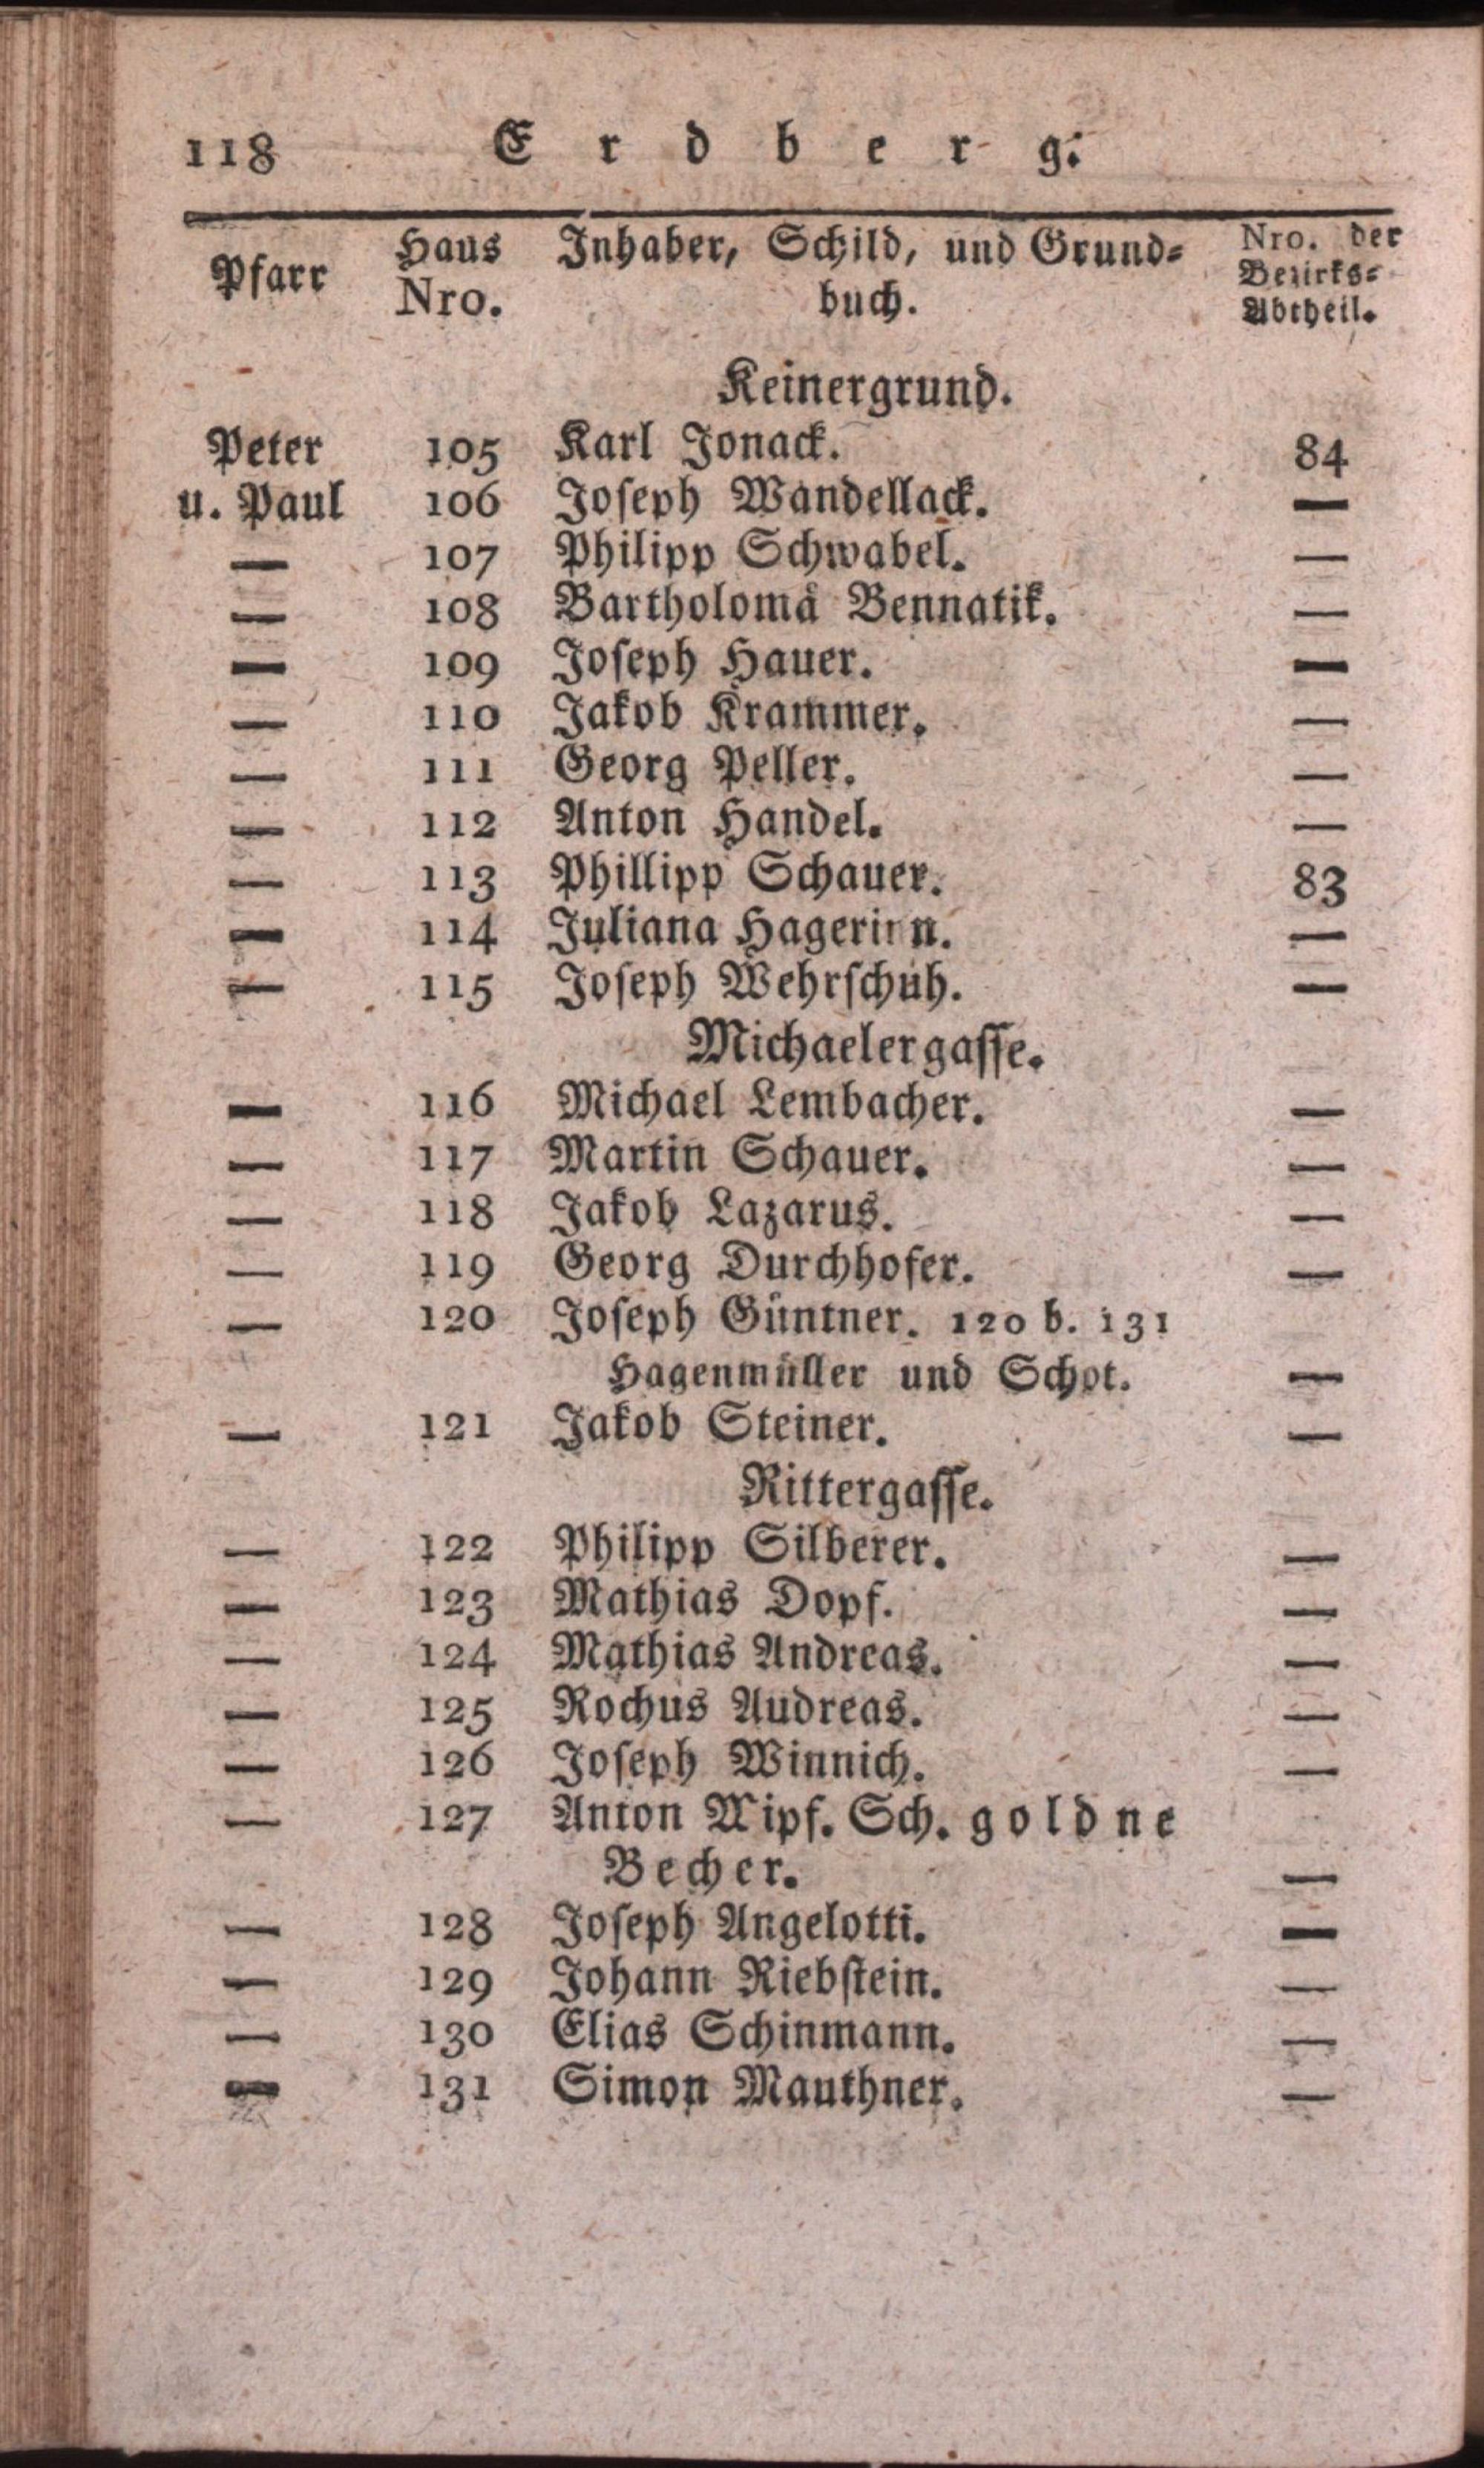 118 Erdberg.
Pfarr Haus Nro. Inhaber, Schild, und Grund- buch. Nro. der Bezirks- Abtheil.
Keinergrund.
Peter 105 Karl Jonack. 84
u. Paul 106 Joseph Wandellack. —
— 107 Philipp Schwabel. —
— 108 Bartholomä Bennatik. —
— 109 Joseph Hauer. —
— 110 Jakob Krammer. —
— 111 Georg Peller. —
— 112 Anton Handel. —
— 113 Phillipp Schauer. 83
— 114 Juliana Hagerinn. —
— 115 Joseph Wehrschuh. —
Michaelergasse.
— 116 Michael Lembacher. —
— 117 Martin Schauer. —
— 118 Jakob Lazarus. —
— 119 Georg Durchhofer. —
— 120 Joseph Güntner. 120 b. 131
Hagenmüller und Schot. —
— 121 Jakob Steiner. —
Rittergasse.
— 122 Philipp Silberer. —
— 123 Mathias Dopf. —
— 124 Mathias Andreas. —
— 125 Rochus Audreas. —
— 126 Joseph Winnich. —
— 127 Anton Sch. goldne
Becher. —
— 128 Joseph Angelotti. —
— 129 Johann Riebstein. —
— 130 Elias Schinmann. —
— 131 Simon Mauthner. —